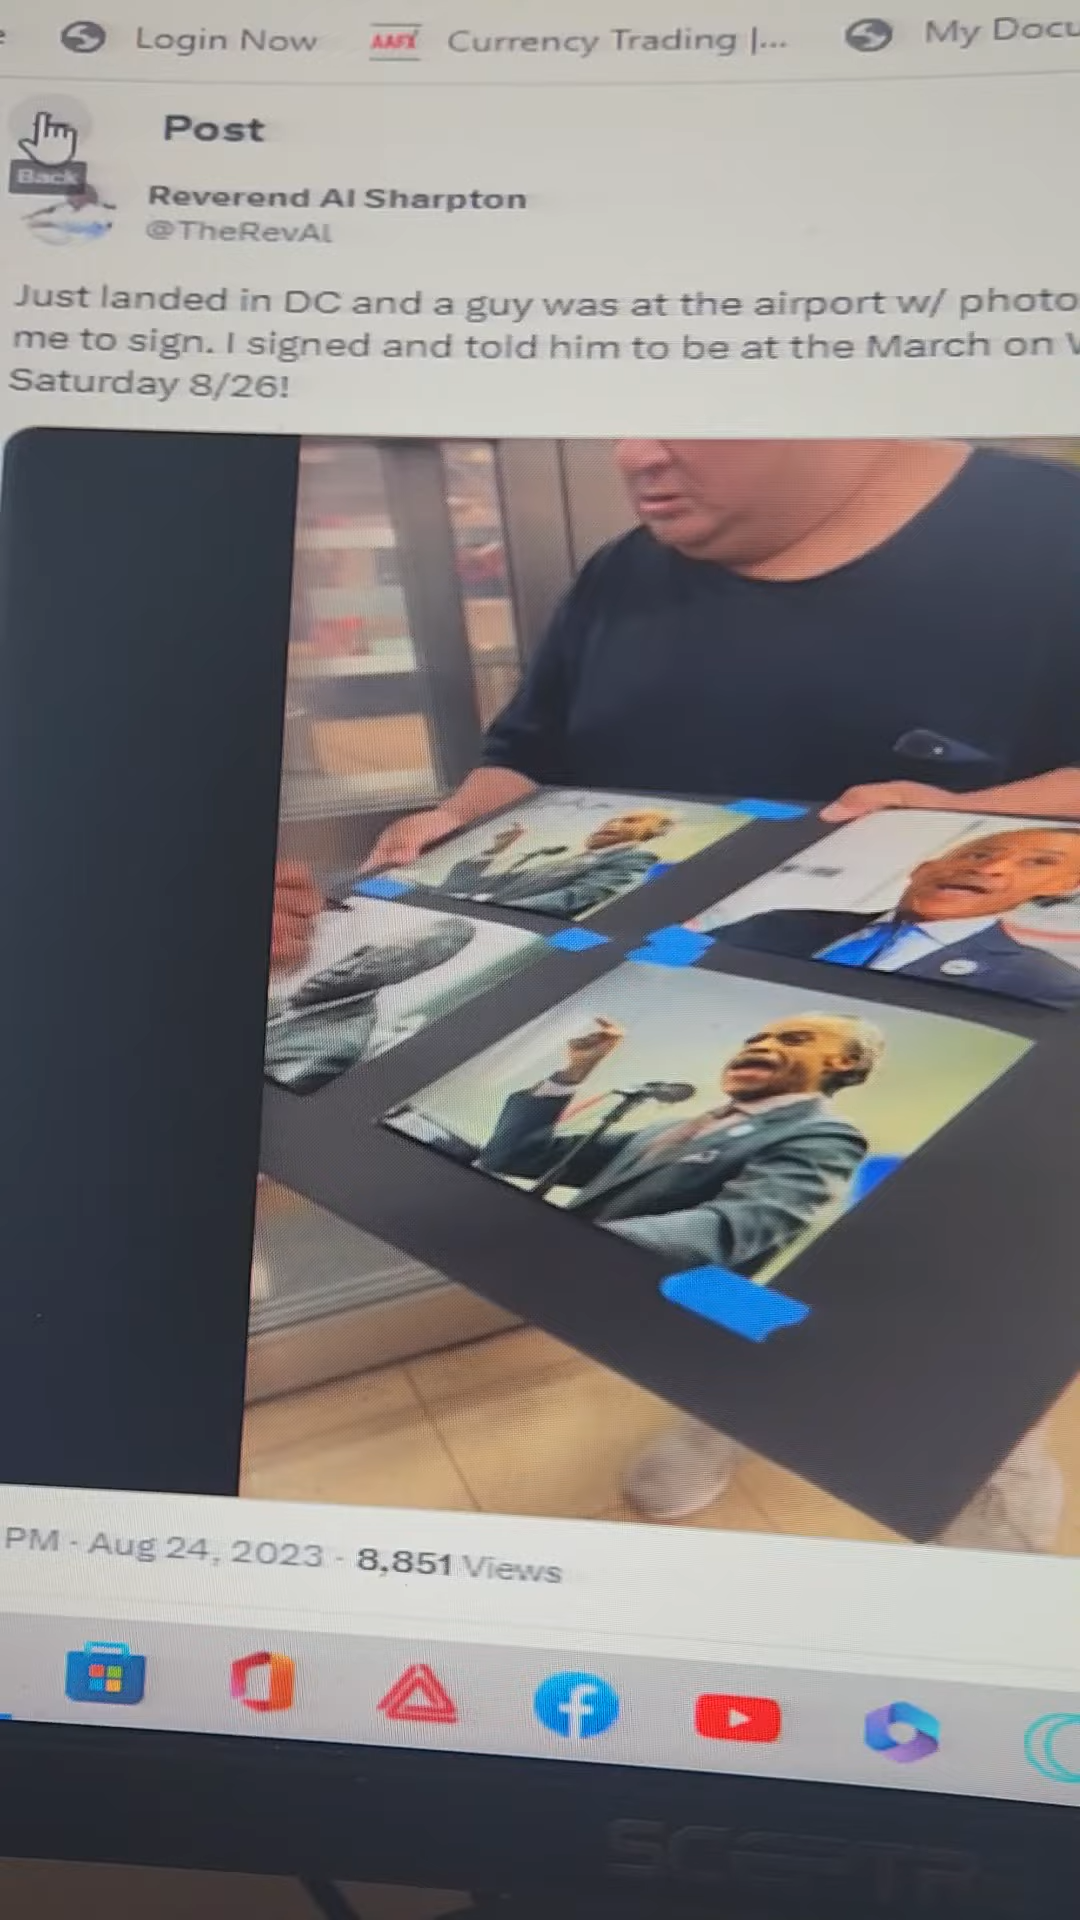 Login Now AAFX Currency Trading |... My Docu
Post
Back
Reverend Al Sharpton
@TheRevAl
Just landed in DC and a guy was at the airport w/ photo
me to sign. I signed and told him to be at the March on
Saturday 8/26!
PM · Aug 24, 2023 · 8,851 Views
SCEPTRE